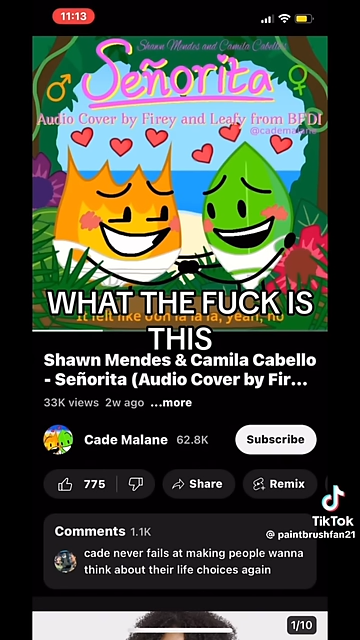 11:13
Shawn Mendes and Camila Cabello's
Señorita
Audio Cover by Firey and Leafy from BFDI
@cademalane
WHAT THE FUCK IS
THIS
It felt like ooh la la la, yeah, no
Shawn Mendes & Camila Cabello
- Señorita (Audio Cover by Fir...
33K views 2w ago ...more
Cade Malane 62.8K
Subscribe
775
Share
Remix
TikTok
@ paintbrushfan21
Comments 1.1K
cade never fails at making people wanna
think about their life choices again
1/10